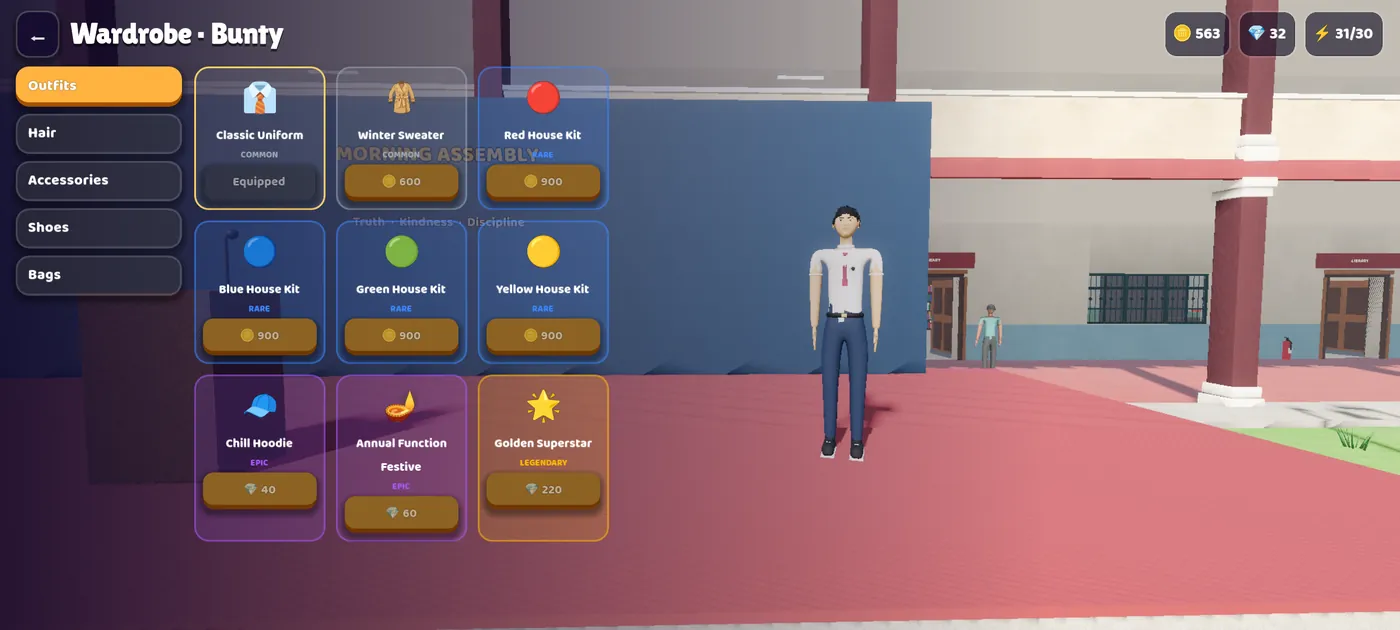 ← Wardrobe · Bunty
563
32
31/30
Outfits
Hair
Accessories
Shoes
Bags
Classic Uniform
COMMON
Equipped
Winter Sweater
COMMON
600
Red House Kit
RARE
900
MORNING ASSEMBLY
Truth · Kindness · Discipline
Blue House Kit
RARE
900
Green House Kit
RARE
900
Yellow House Kit
RARE
900
Chill Hoodie
EPIC
40
Annual Function
Festive
EPIC
60
Golden Superstar
LEGENDARY
220
LIBRARY